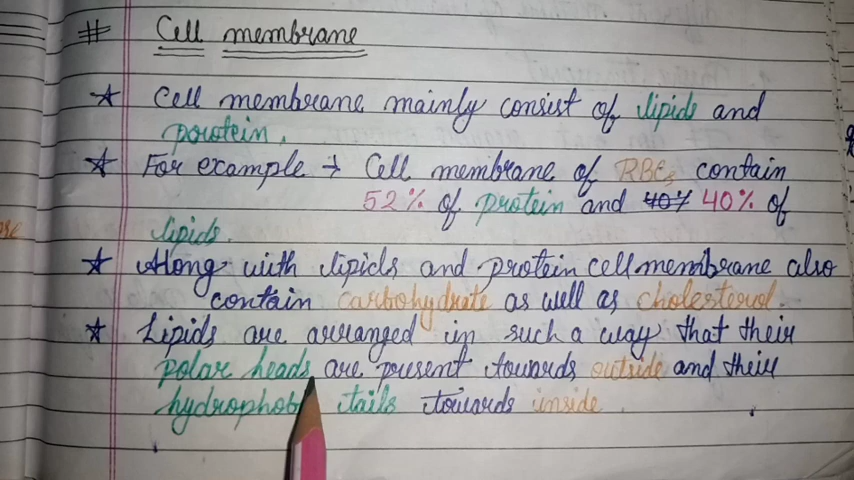 # Cell membrane
★ Cell membrane mainly consist of lipids and
protein.
★ For example → Cell membrane of RBCs contain
52% of protein and 40% 40% of
lipids.
★ Along with lipids and protein cell membrane also
contain carbohydrate as well as cholesterol.
★ Lipids are arranged in such a way that their
polar heads are present towards outside and their
tails towards inside.